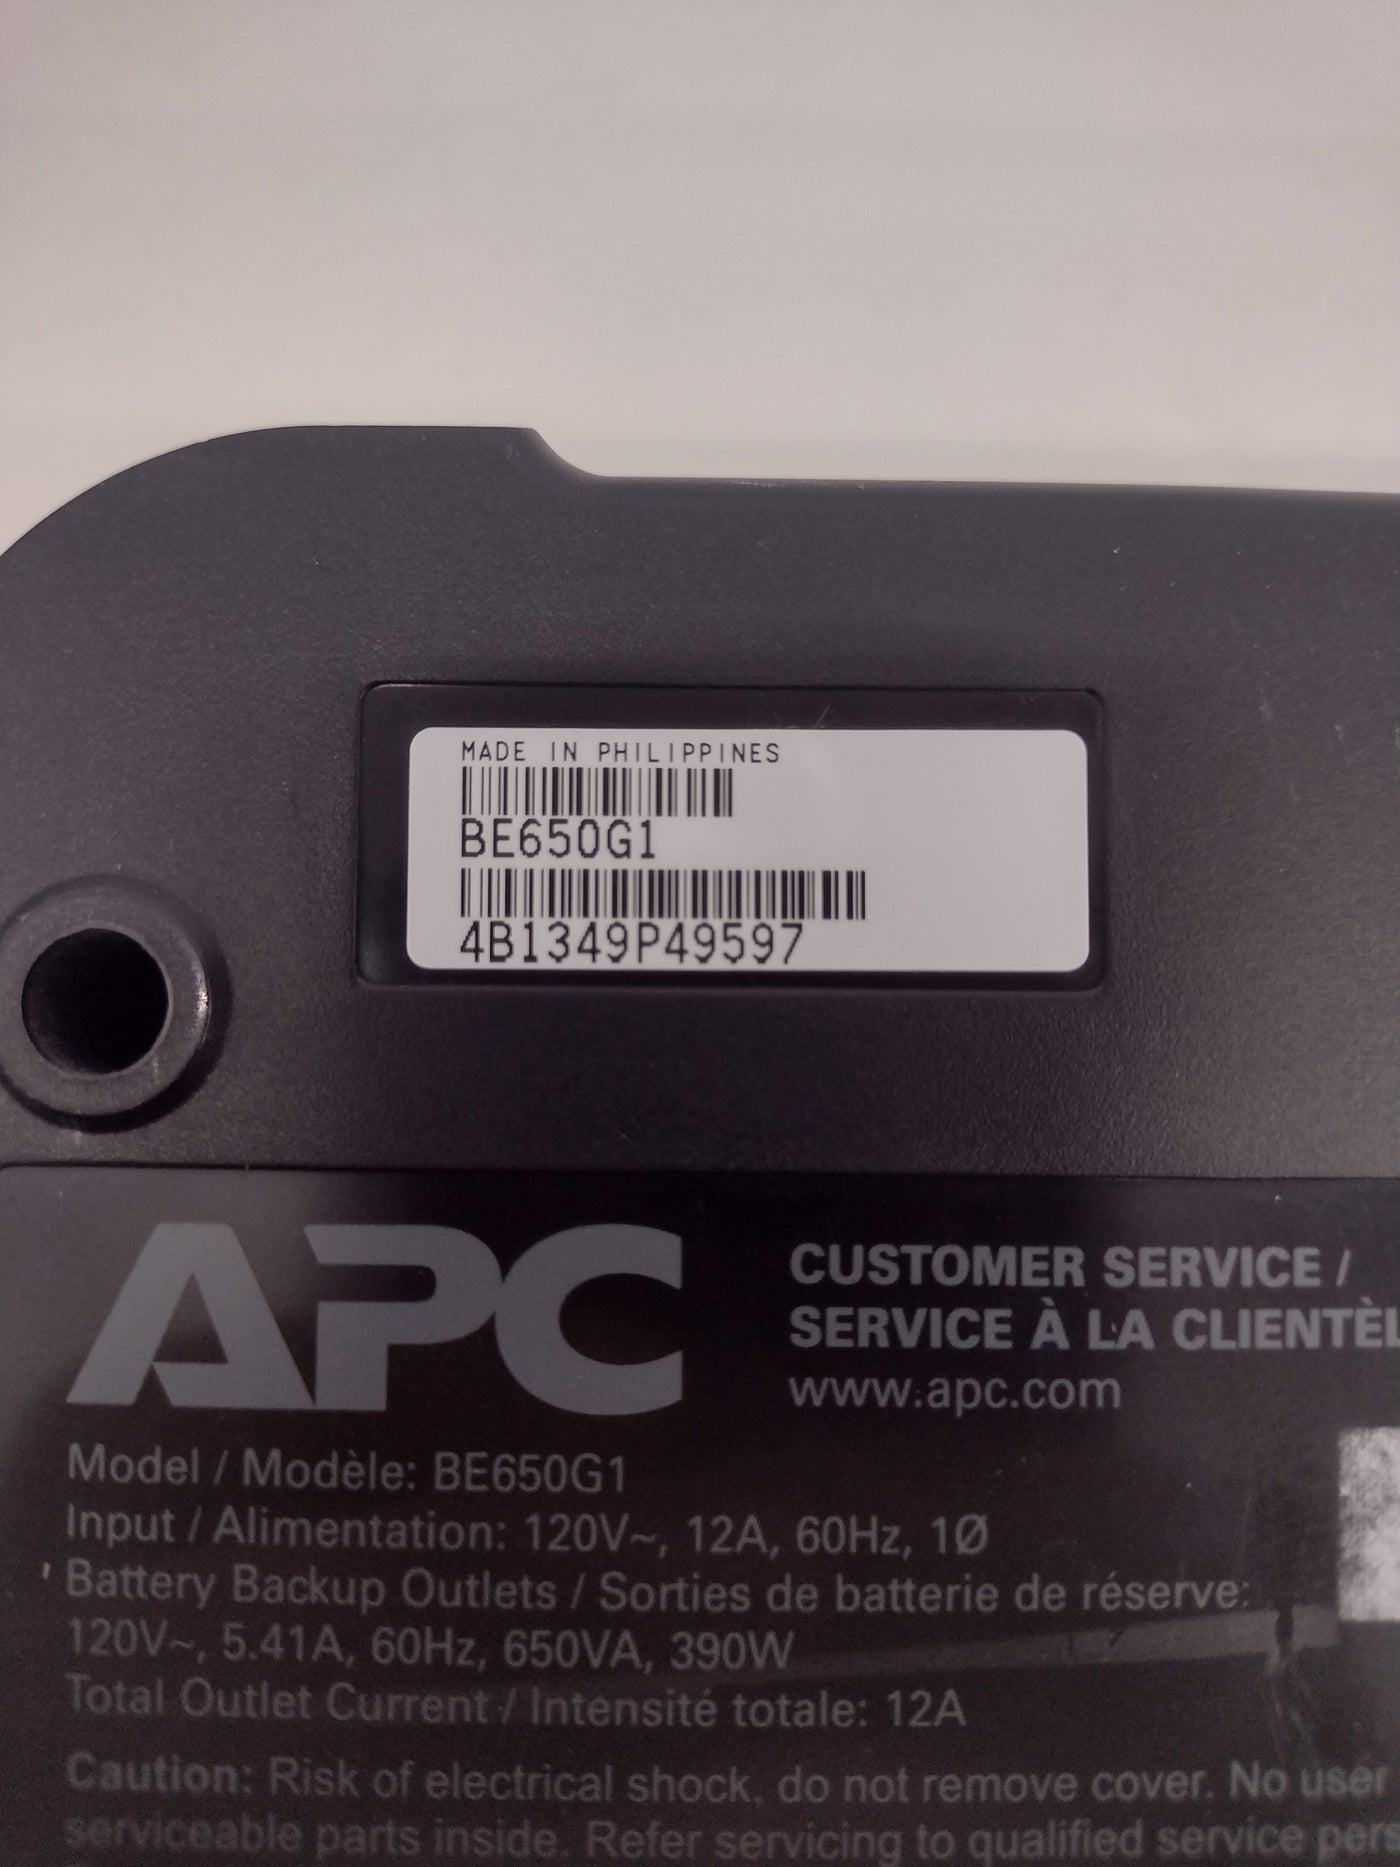 MADE IN PHILIPPINES
BE650G1
4B1349P49597
APC
CUSTOMER SERVICE /
SERVICE À LA CLIENTÈL
www.apc.com
Model / Modèle: BE650G1
Input / Alimentation: 120V~, 12A, 60Hz, 1Ø
Battery Backup Outlets / Sorties de batterie de réserve:
120V~, 5.41A, 60Hz, 650VA, 390W
Total Outlet Current / Intensité totale: 12A
Caution: Risk of electrical shock, do not remove cover. No user
serviceable parts inside. Refer servicing to qualified service pers